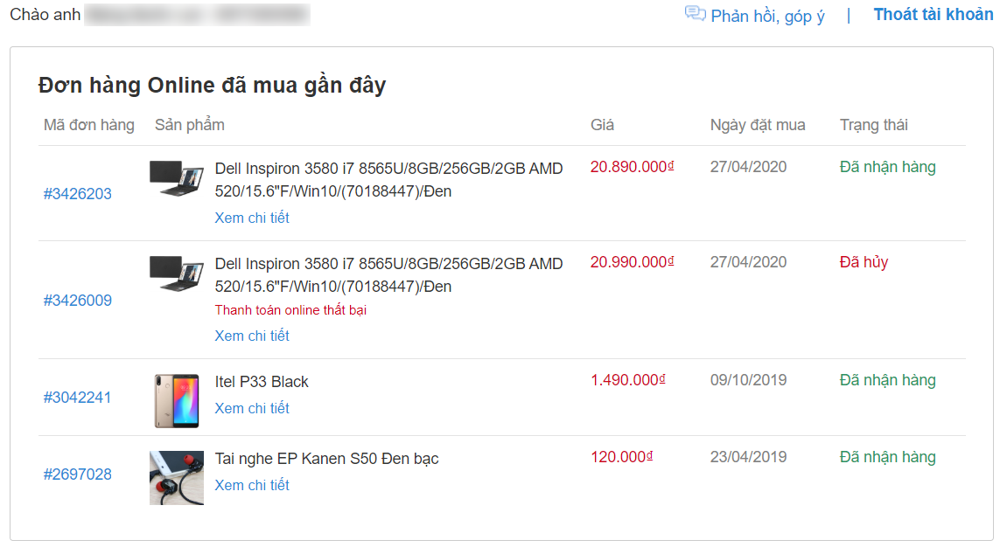 Chào anh
Phản hồi, góp ý | Thoát tài khoản
Đơn hàng Online đã mua gần đây
Mã đơn hàng Sản phẩm Giá Ngày đặt mua Trạng thái
#3426203
Dell Inspiron 3580 i7 8565U/8GB/256GB/2GB AMD
520/15.6"F/Win10/(70188447)/Đen
Xem chi tiết
20.890.000₫
27/04/2020
Đã nhận hàng
#3426009
Dell Inspiron 3580 i7 8565U/8GB/256GB/2GB AMD
520/15.6"F/Win10/(70188447)/Đen
Thanh toán online thất bại
Xem chi tiết
20.990.000₫
27/04/2020
Đã hủy
#3042241
Itel P33 Black
Xem chi tiết
1.490.000₫
09/10/2019
Đã nhận hàng
#2697028
Tai nghe EP Kanen S50 Đen bạc
Xem chi tiết
120.000₫
23/04/2019
Đã nhận hàng